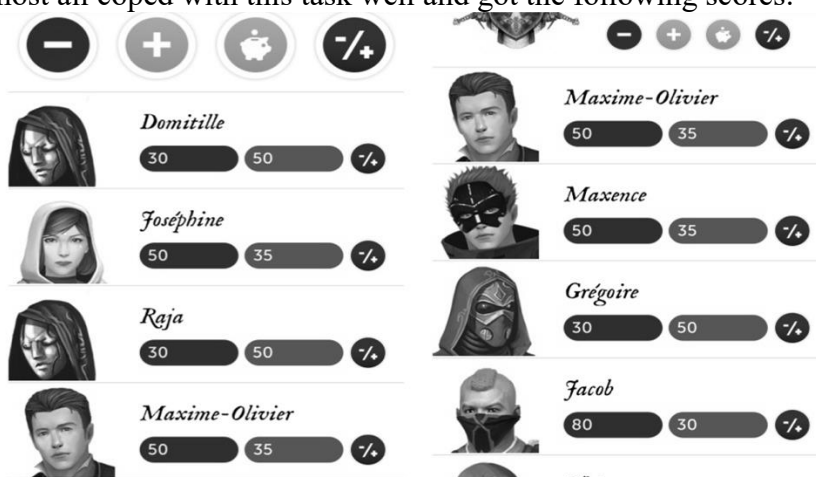 most all coped with this task well and got the following scores:
Domitille
30 50 -/+
Joséphine
50 35 -/+
Raja
30 50 -/+
Maxime-Olivier
50 35 -/+
Maxime-Olivier
50 35 -/+
Maxence
50 35 -/+
Grégoire
30 50 -/+
Jacob
80 30 -/+